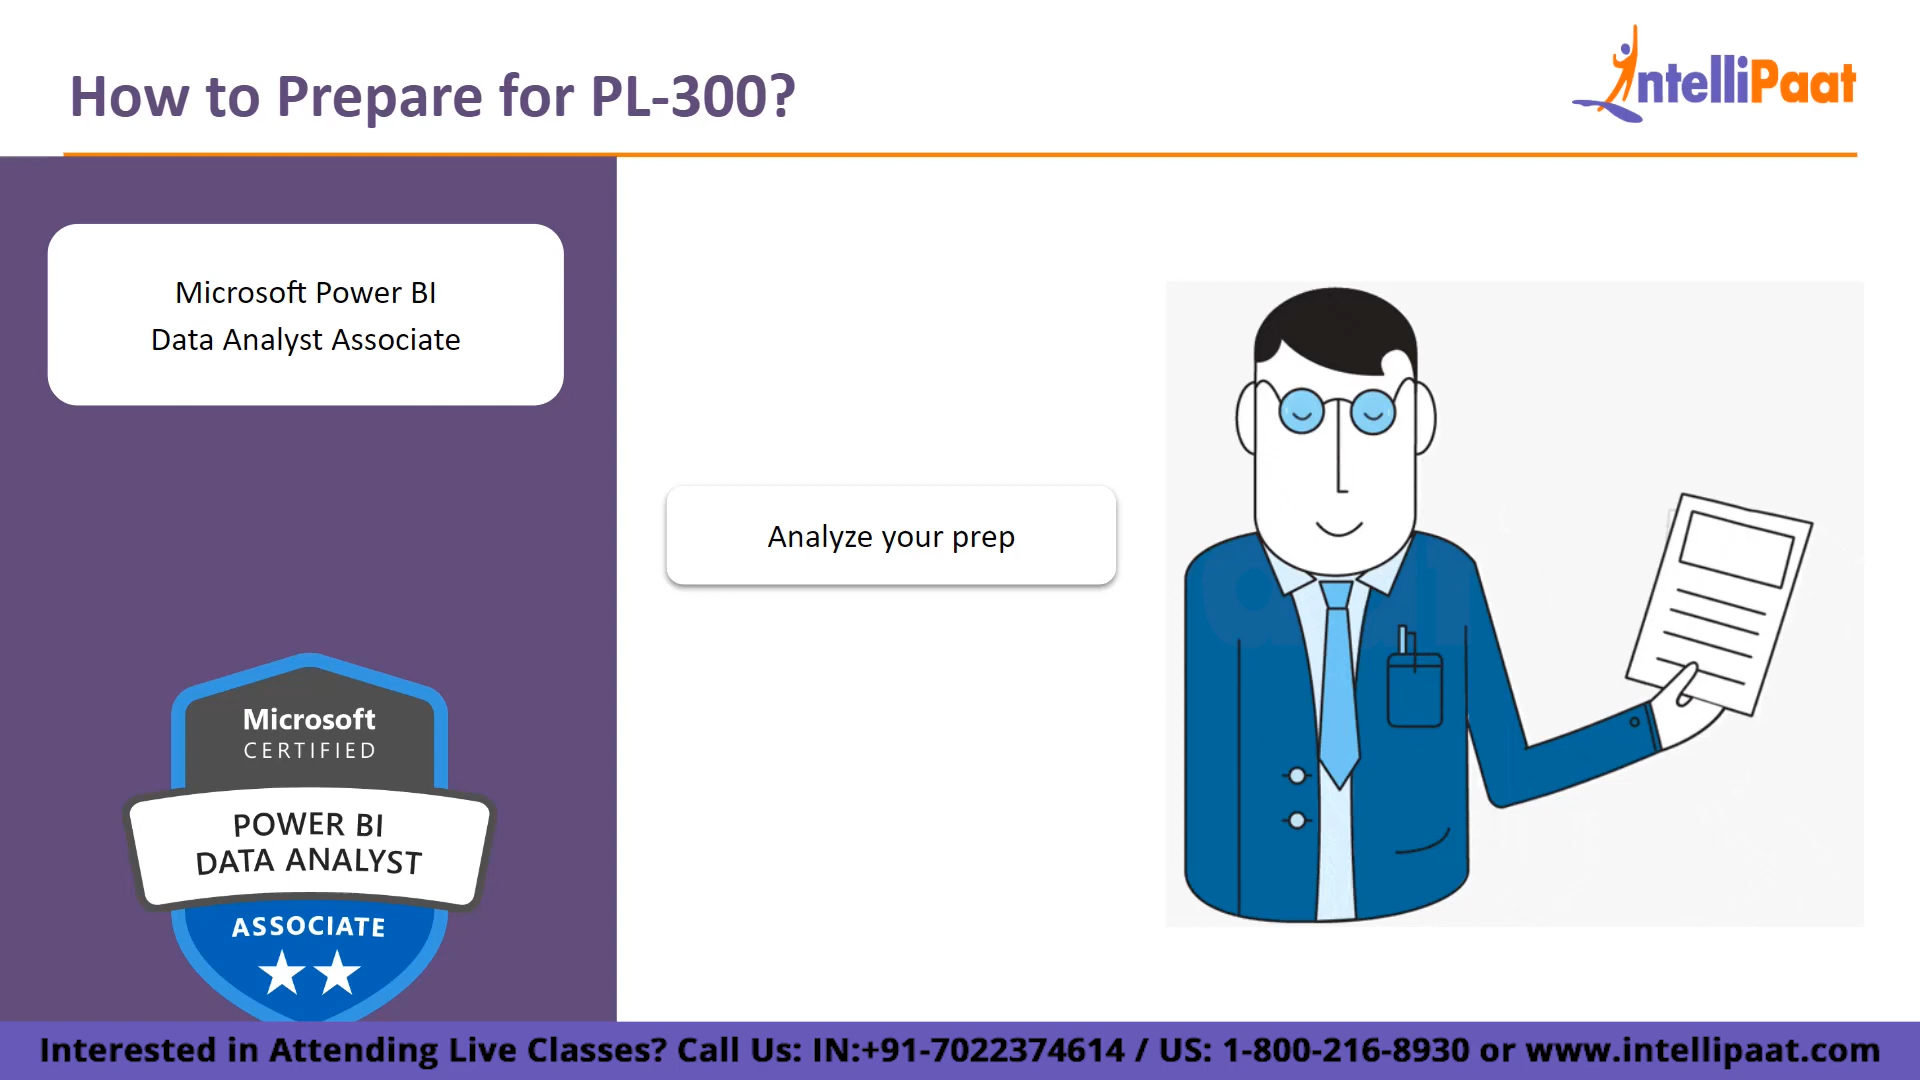 How to Prepare for PL-300?
IntelliPaat
Microsoft Power BI
Data Analyst Associate
Analyze your prep
Microsoft
CERTIFIED
POWER BI
DATA ANALYST
ASSOCIATE
Interested in Attending Live Classes? Call Us: IN:+91-7022374614 / US: 1-800-216-8930 or www.intellipaat.com